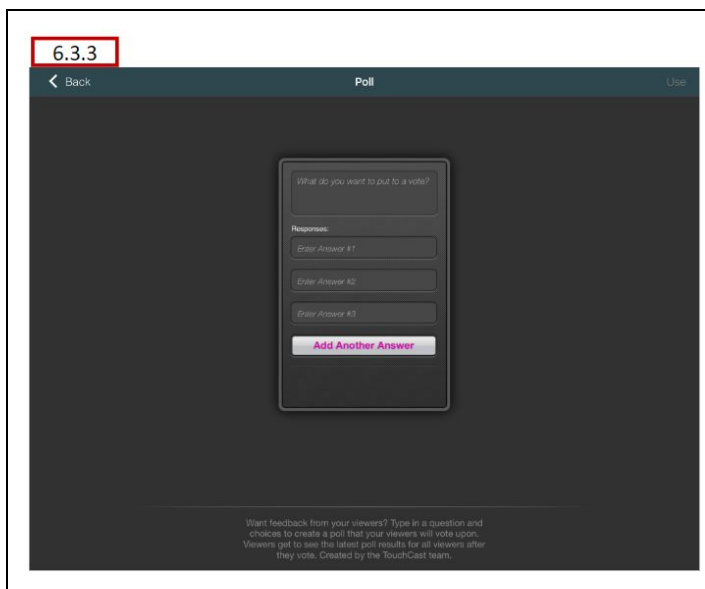 6.3.3
Back Poll Use
What do you want to put to a vote?
Responses:
Enter Answer #1
Enter Answer #2
Enter Answer #3
Add Another Answer
Want feedback from your viewers? Type in a question and
choices to create a poll that your viewers will vote upon.
Viewers get to see the latest poll results for all viewers after
they vote. Created by the TouchCast team.